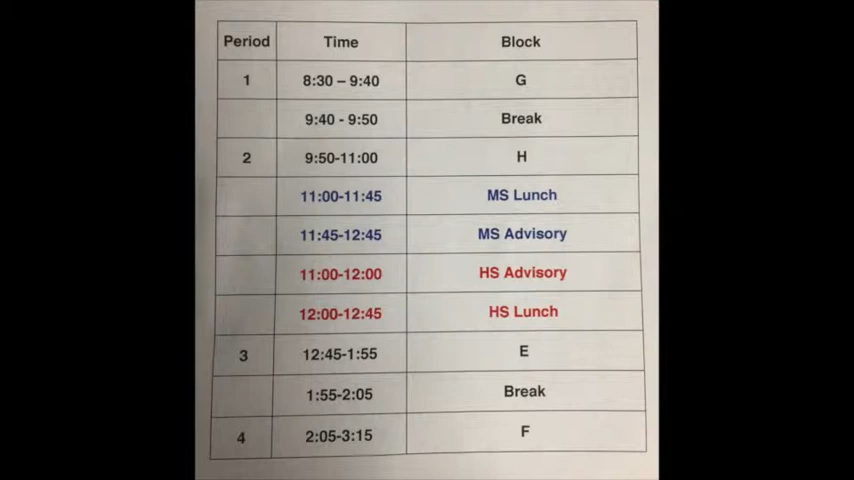 Period Time Block
1 8:30 – 9:40 G
9:40 - 9:50 Break
2 9:50-11:00 H
11:00-11:45 MS Lunch
11:45-12:45 MS Advisory
11:00-12:00 HS Advisory
12:00-12:45 HS Lunch
3 12:45-1:55 E
1:55-2:05 Break
4 2:05-3:15 F